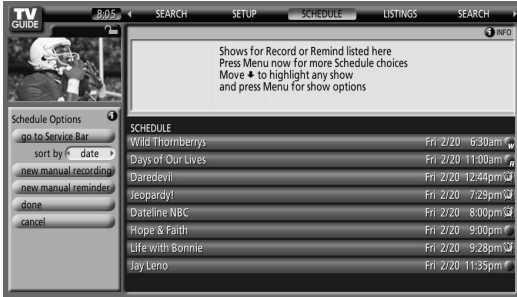 TV
GUIDE
8:05
SEARCH SETUP SCHEDULE LISTINGS SEARCH
i INFO
Shows for Record or Remind listed here
Press Menu now for more Schedule choices
Move to highlight any show
and press Menu for show options
Schedule Options i
go to Service Bar
sort by date
new manual recording
new manual reminder
done
cancel
SCHEDULE
Wild Thornberrys Fri 2/20 6:30am W
Days of Our Lives Fri 2/20 11:00am R
Daredevil Fri 2/20 12:44pm
Jeopardy! Fri 2/20 7:29pm
Dateline NBC Fri 2/20 8:00pm
Hope & Faith Fri 2/20 9:00pm
Life with Bonnie Fri 2/20 9:28pm
Jay Leno Fri 2/20 11:35pm